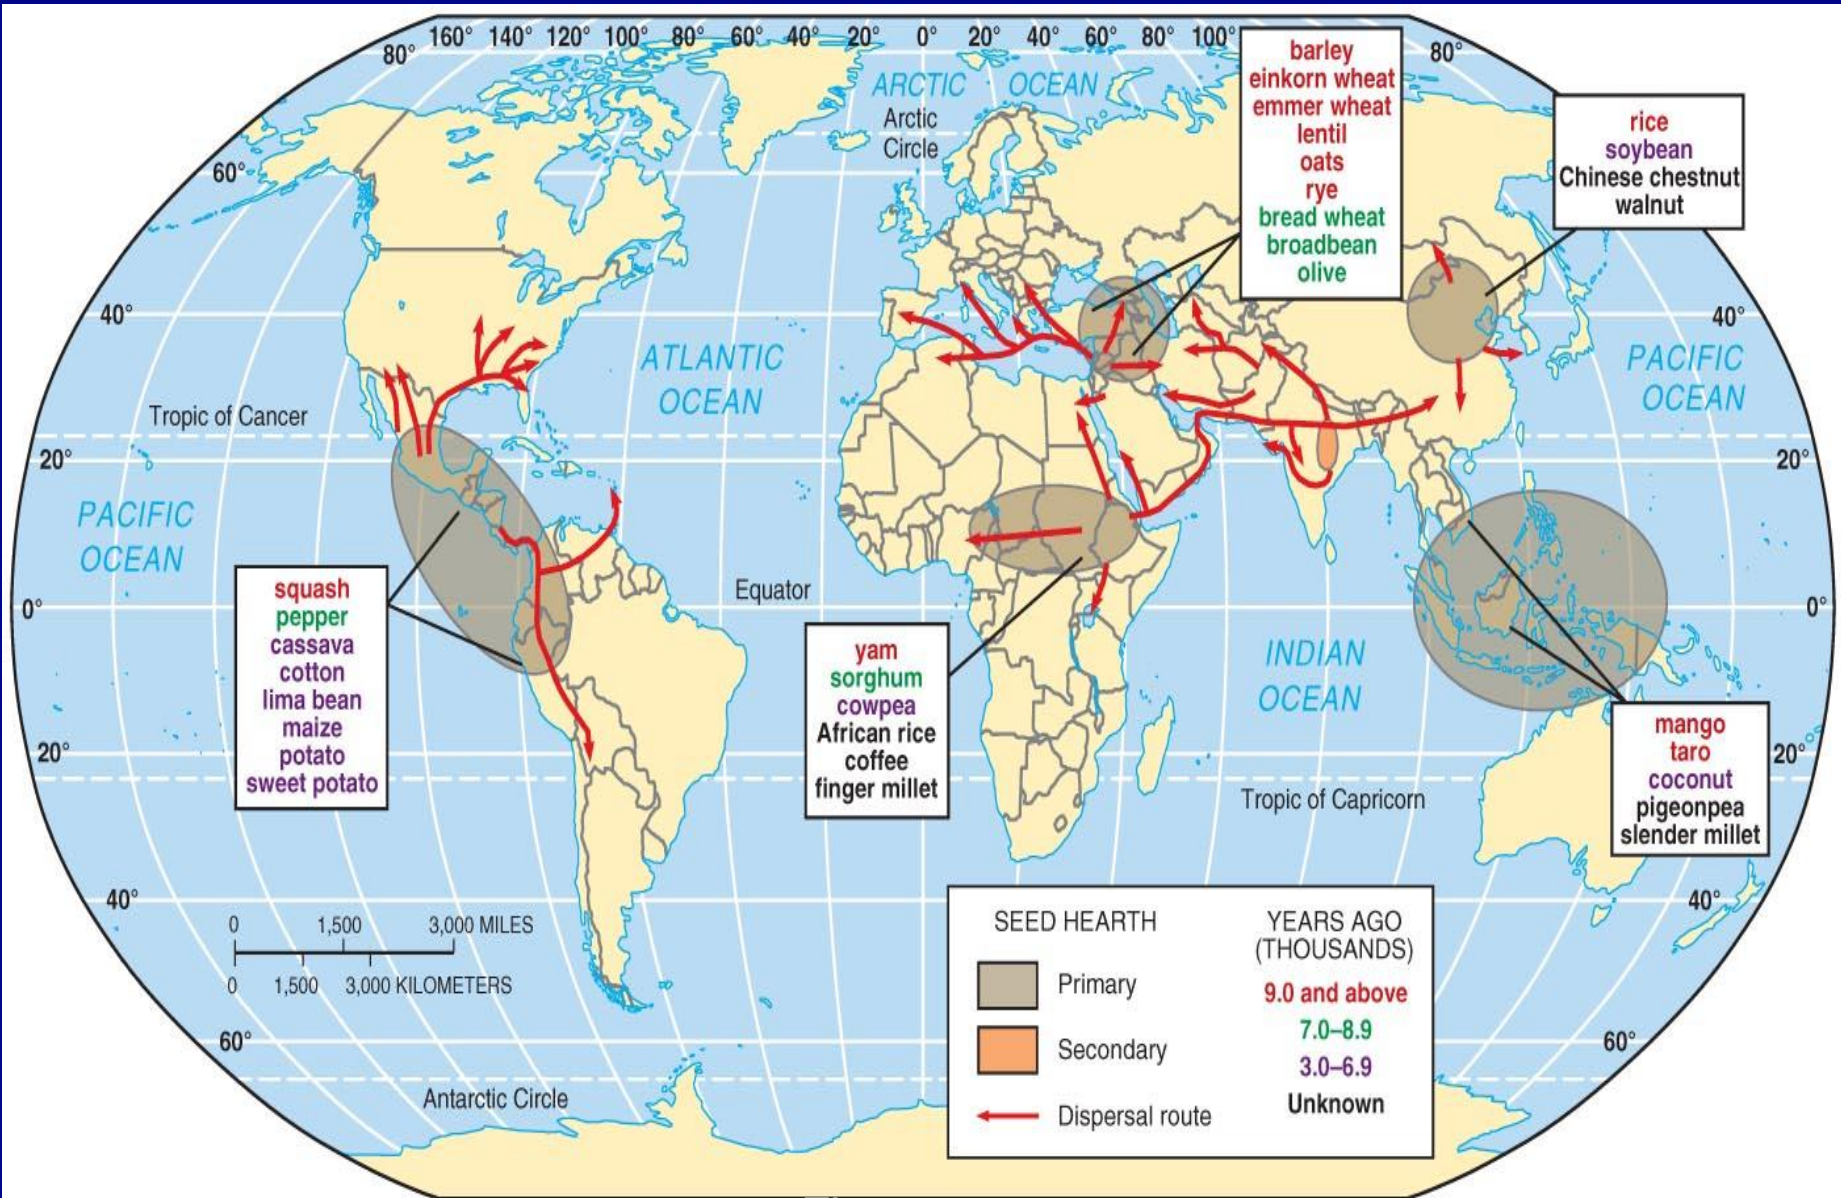 160° 140° 120° 100° 80° 60° 40° 20° 0° 20° 40° 60° 80° 100°
80°
80°
ARCTIC OCEAN
Arctic
Circle
60°
barley
einkorn wheat
emmer wheat
lentil
oats
rye
bread wheat
broadbean
olive
rice
soybean
Chinese chestnut
walnut
40°
40°
ATLANTIC
OCEAN
PACIFIC
OCEAN
Tropic of Cancer
20°
20°
PACIFIC
OCEAN
squash
pepper
cassava
cotton
lima bean
maize
potato
sweet potato
Equator
0°
0°
yam
sorghum
cowpea
African rice
coffee
finger millet
INDIAN
OCEAN
mango
taro
coconut
pigeonpea
slender millet
20°
20°
Tropic of Capricorn
40°
40°
0 1,500 3,000 MILES
0 1,500 3,000 KILOMETERS
60°
60°
Antarctic Circle
SEED HEARTH
Primary
Secondary
Dispersal route
YEARS AGO
(THOUSANDS)
9.0 and above
7.0–8.9
3.0–6.9
Unknown